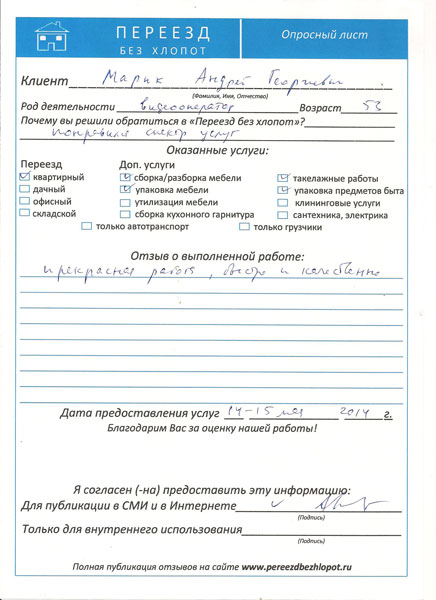 ПЕРЕЕЗД
БЕЗ ХЛОПОТ
Опросный лист
Клиент Марик Андрей Георгиевич
(Фамилия, Имя, Отчество)
Род деятельности видеооператор Возраст 53
Почему вы решили обратиться в «Переезд без хлопот»?
понравился спектр услуг
Оказанные услуги:
Переезд
Доп. услуги
квартирный
сборка/разборка мебели
такелажные работы
дачный
упаковка мебели
упаковка предметов быта
офисный
утилизация мебели
клининговые услуги
складской
сборка кухонного гарнитура
сантехника, электрика
только автотранспорт
только грузчики
Отзыв о выполненной работе:
прекрасная работа, быстро и качественно
Дата предоставления услуг 14-15 мая 2014 г.
Благодарим Вас за оценку нашей работы!
Я согласен (-на) предоставить эту информацию:
Для публикации в СМИ и в Интернете
(Подпись)
Только для внутреннего использования
(Подпись)
Полная публикация отзывов на сайте www.pereezdbezhlopot.ru